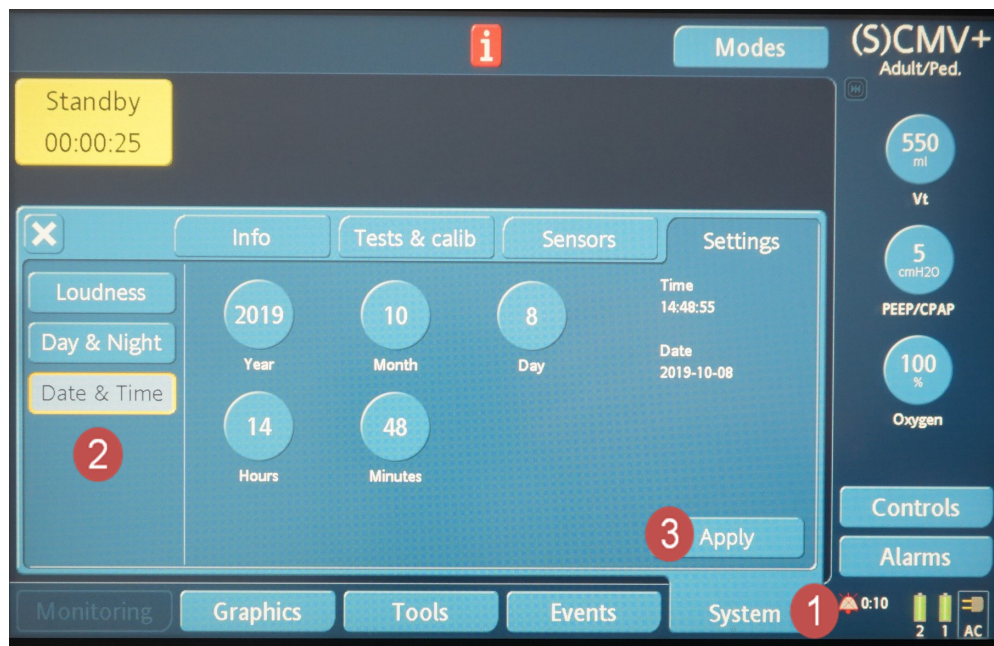 i
Modes
(S)CMV+
Adult/Ped.
Standby
00:00:25
550
ml
Vt
Info
Tests & calib
Sensors
Settings
5
cmH2O
PEEP/CPAP
Loudness
Day & Night
Date & Time
2019
Year
10
Month
8
Day
Time
14:48:55
Date
2019-10-08
100
%
Oxygen
14
Hours
48
Minutes
2
3
Apply
Controls
Alarms
Monitoring
Graphics
Tools
Events
System
1
0:10
2
1
AC